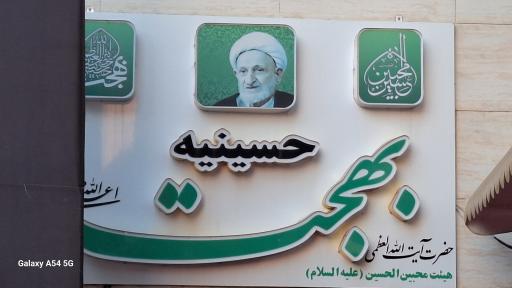 حسینیه
حضرت آیت الله العظمی
بهجت
هیئت محبین الحسین (علیه السلام)
Galaxy A54 5G